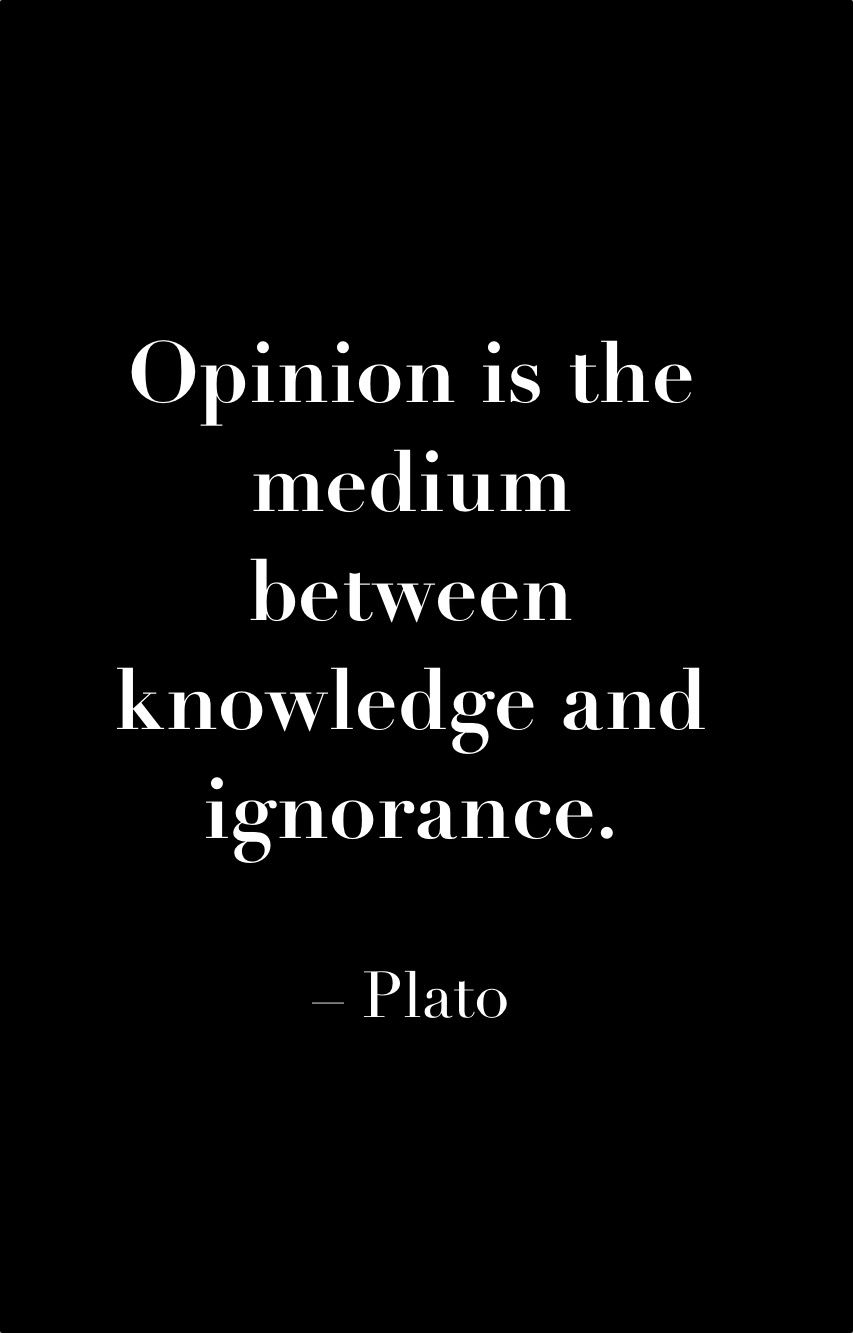 Opinion is the
medium
between
knowledge and
ignorance.
– Plato